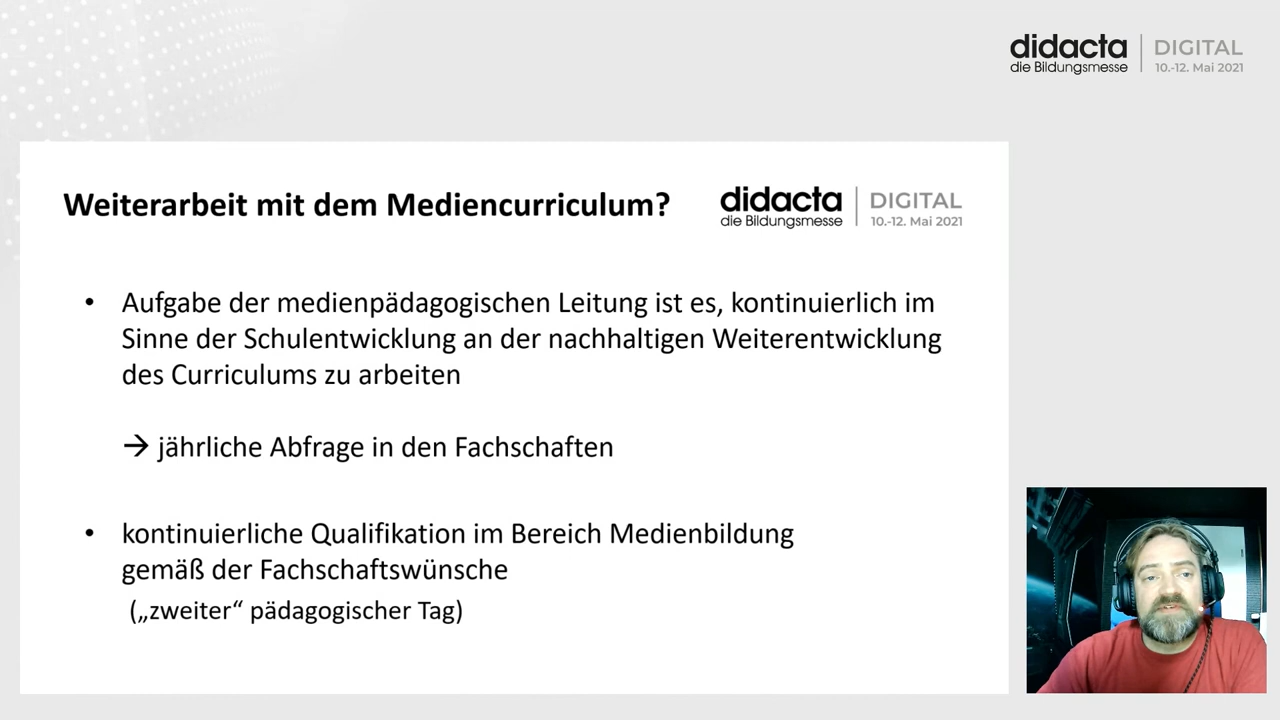 didacta DIGITAL
die Bildungsmesse 10.-12. Mai 2021
Weiterarbeit mit dem Mediencurriculum?
didacta DIGITAL
die Bildungsmesse 10.-12. Mai 2021
• Aufgabe der medienpädagogischen Leitung ist es, kontinuierlich im
Sinne der Schulentwicklung an der nachhaltigen Weiterentwicklung
des Curriculums zu arbeiten
→ jährliche Abfrage in den Fachschaften
• kontinuierliche Qualifikation im Bereich Medienbildung
gemäß der Fachschaftswünsche
(„zweiter“ pädagogischer Tag)